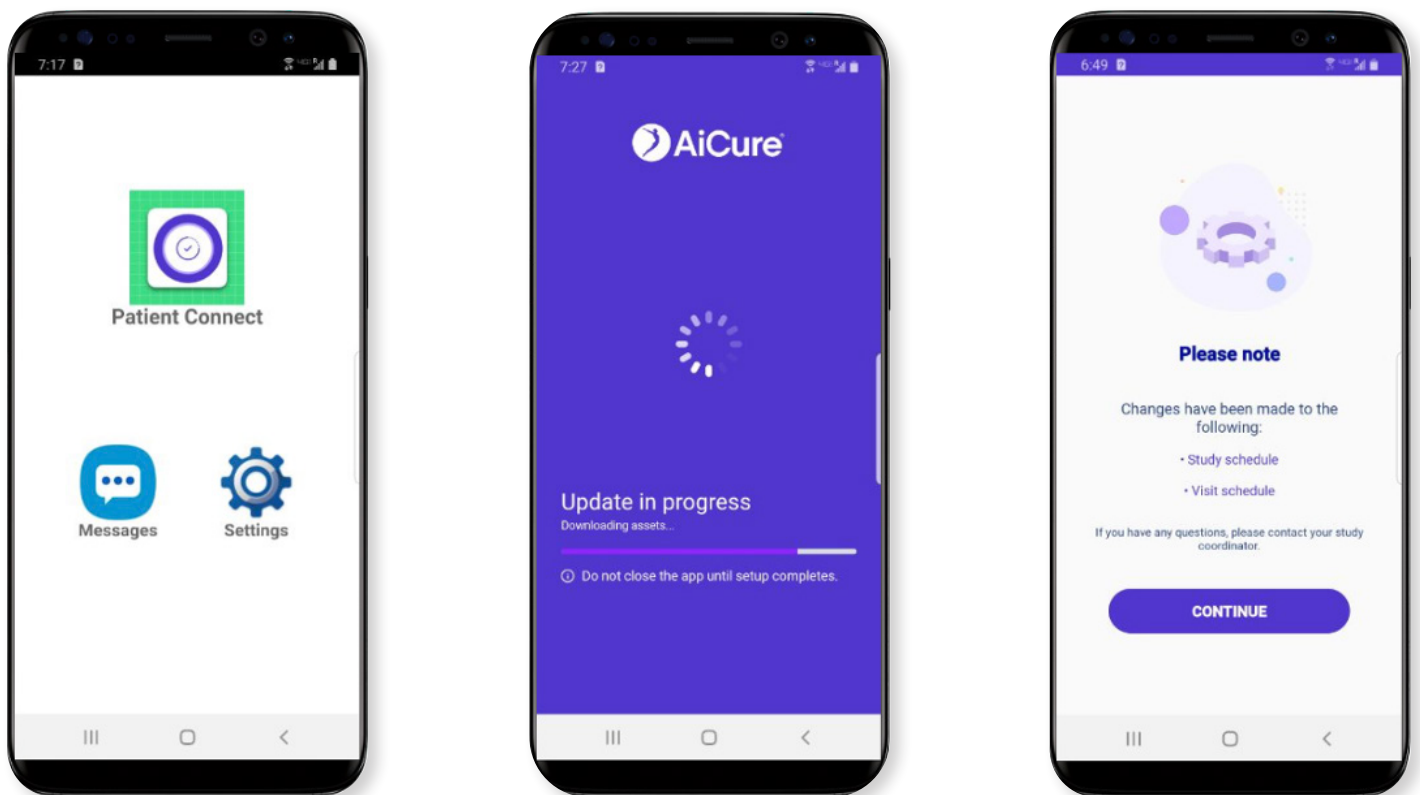 7:17
Patient Connect
Messages
Settings
7:27
AiCure
Update in progress
Downloading assets...
Do not close the app until setup completes.
6:49
Please note
Changes have been made to the
following:
• Study schedule
• Visit schedule
If you have any questions, please contact your study
coordinator.
CONTINUE